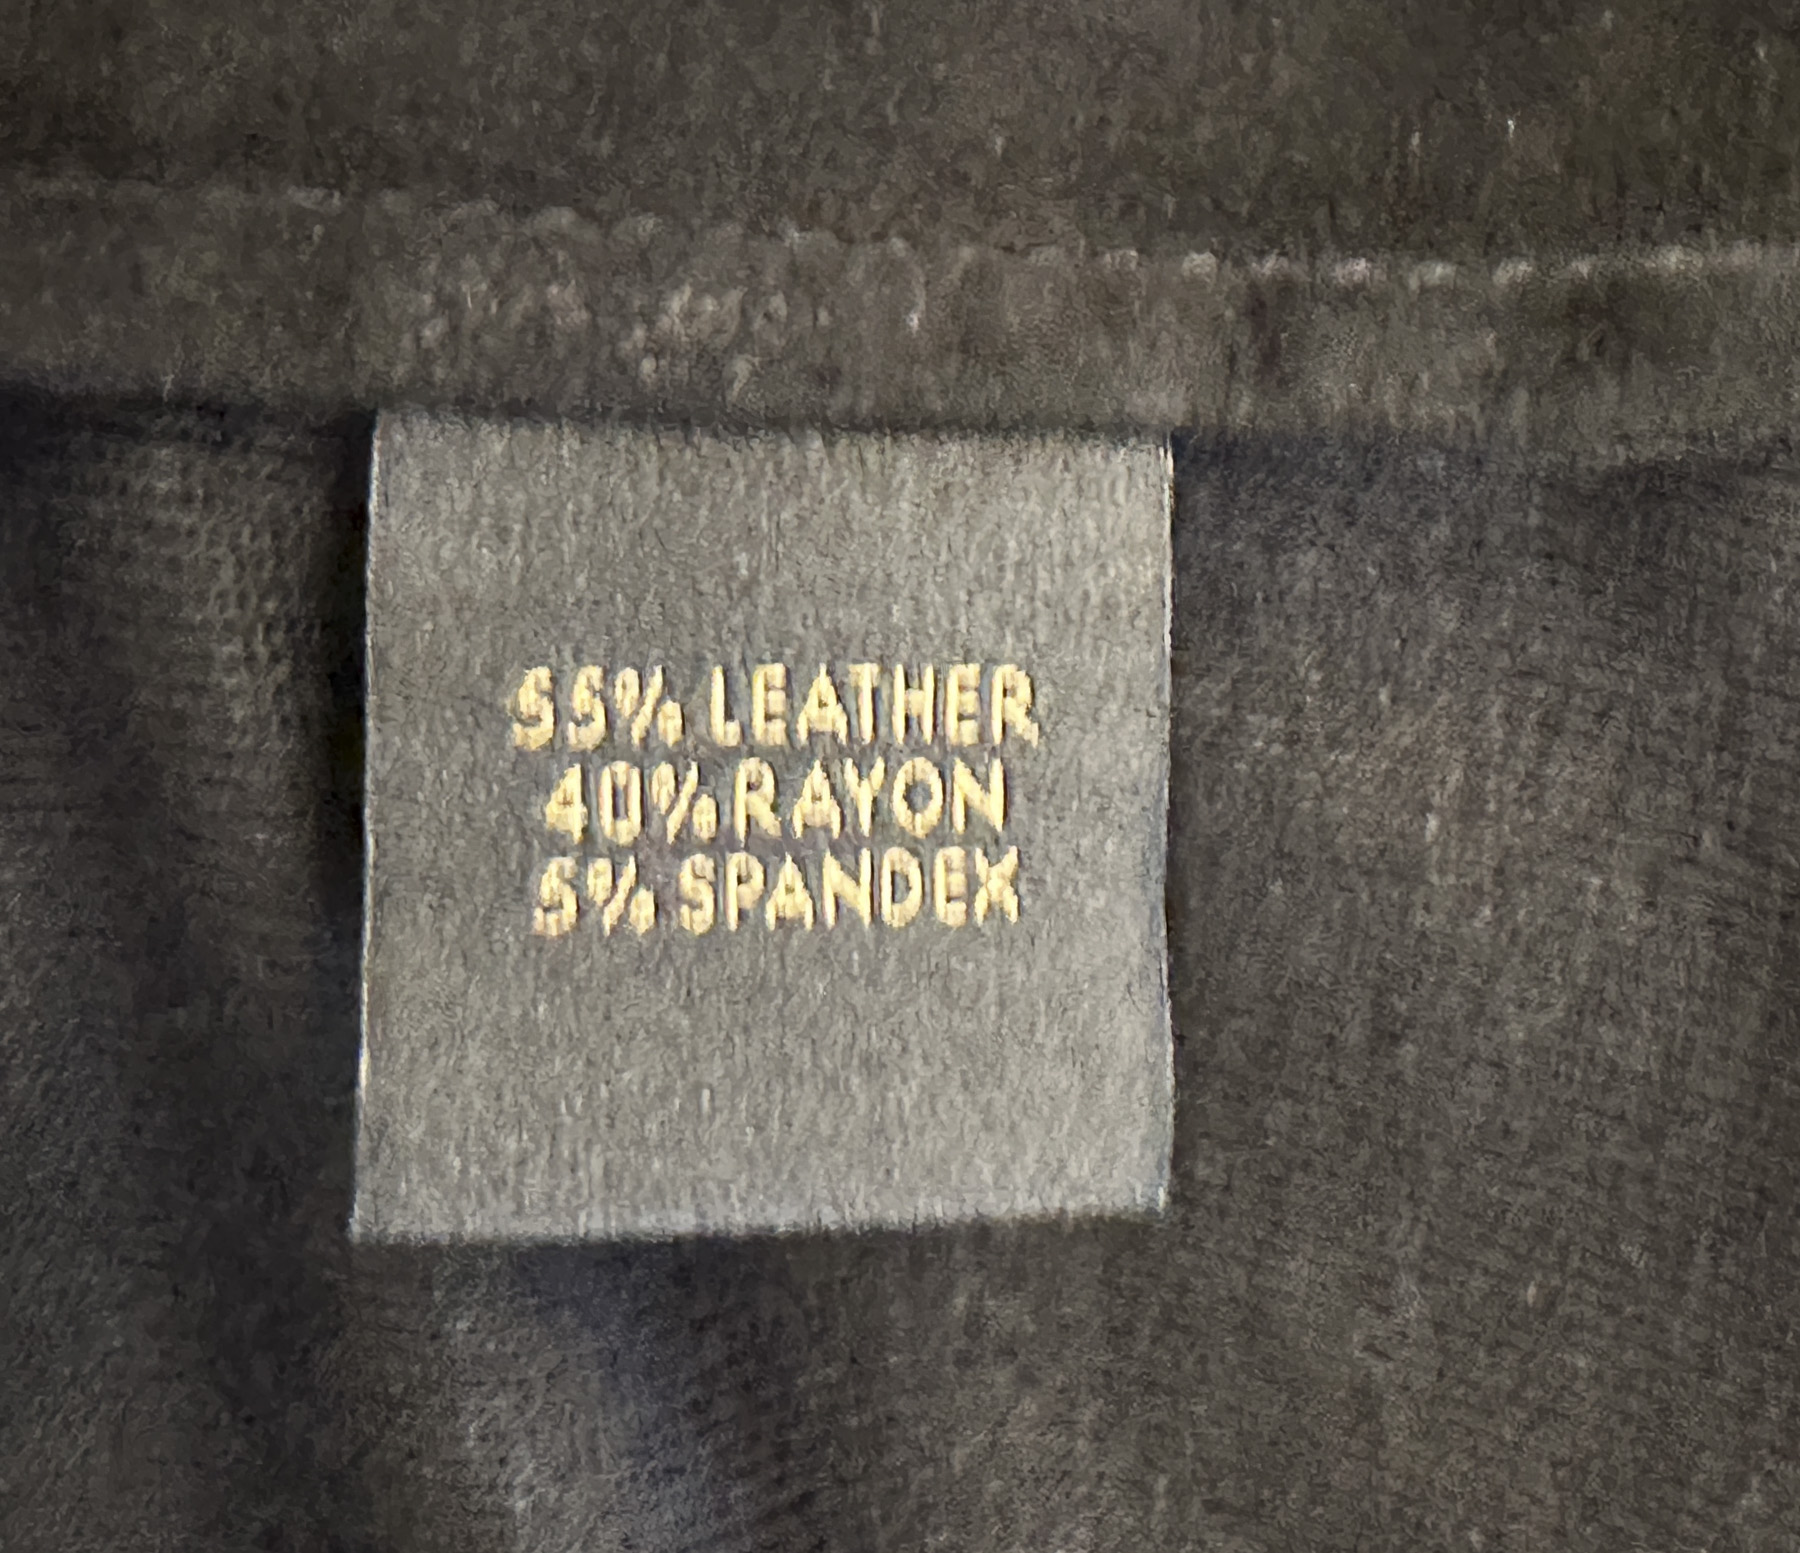 55% LEATHER
40% RAYON
5% SPANDEX